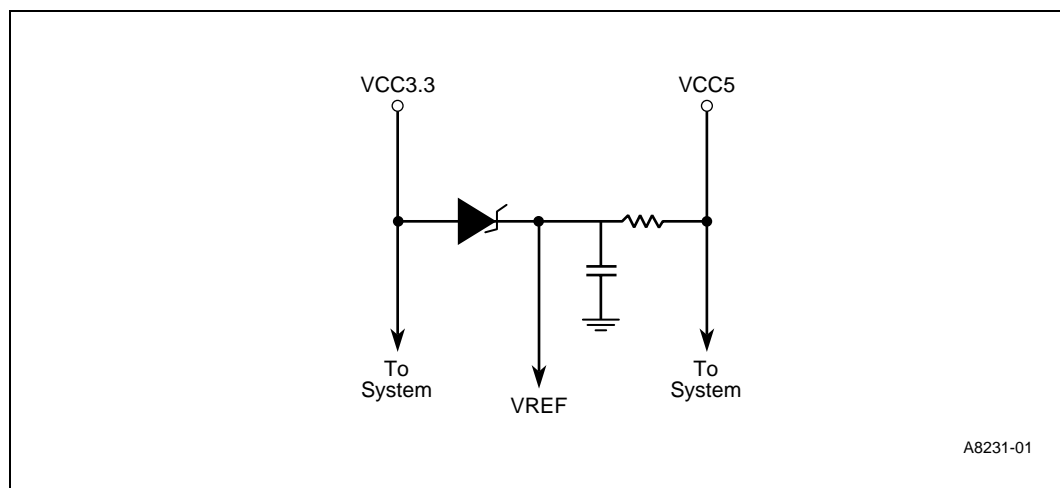 VCC3.3
VCC5
To
System
VREF
To
System
A8231-01